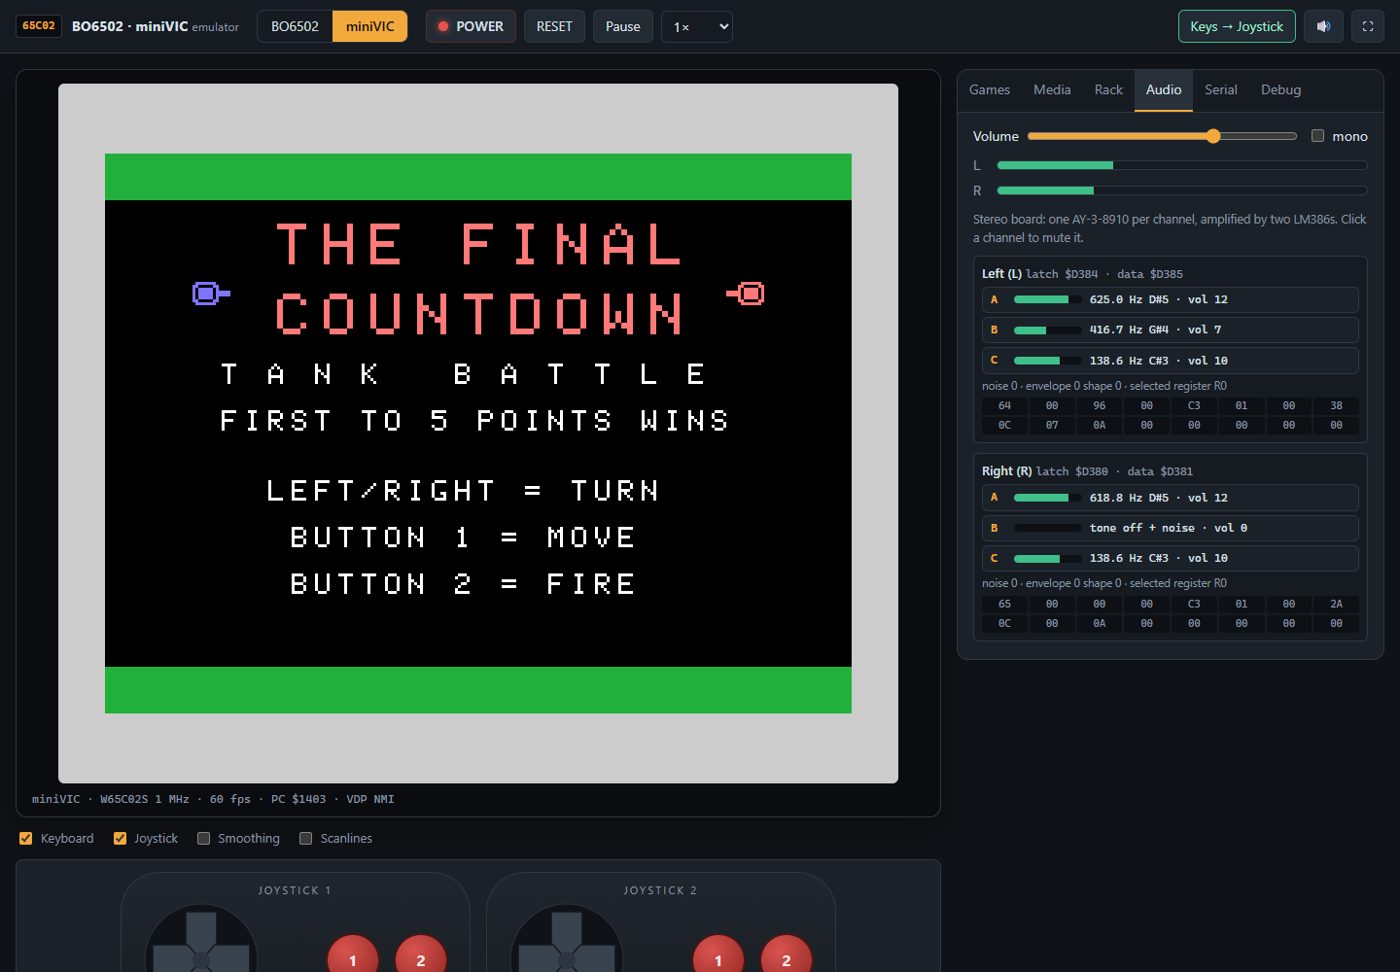 65C02 BO6502 · miniVIC emulator BO6502 miniVIC POWER RESET Pause 1× Keys → Joystick
THE FINAL
COUNTDOWN
TANK BATTLE
FIRST TO 5 POINTS WINS
LEFT/RIGHT = TURN
BUTTON 1 = MOVE
BUTTON 2 = FIRE
miniVIC · W65C02S 1 MHz · 60 fps · PC $1403 · VDP NMI
Keyboard Joystick Smoothing Scanlines
JOYSTICK 1 JOYSTICK 2
1 2 1 2
Games Media Rack Audio Serial Debug
Volume mono
L
R
Stereo board: one AY-3-8910 per channel, amplified by two LM386s. Click
a channel to mute it.
Left (L) latch $D384 · data $D385
A 625.0 Hz D#5 · vol 12
B 416.7 Hz G#4 · vol 7
C 138.6 Hz C#3 · vol 10
noise 0 · envelope 0 shape 0 · selected register R0
64 00 96 00 C3 01 00 38
0C 07 0A 00 00 00 00 00
Right (R) latch $D380 · data $D381
A 618.8 Hz D#5 · vol 12
B tone off + noise · vol 0
C 138.6 Hz C#3 · vol 10
noise 0 · envelope 0 shape 0 · selected register R0
65 00 00 00 C3 01 00 2A
0C 00 0A 00 00 00 00 00